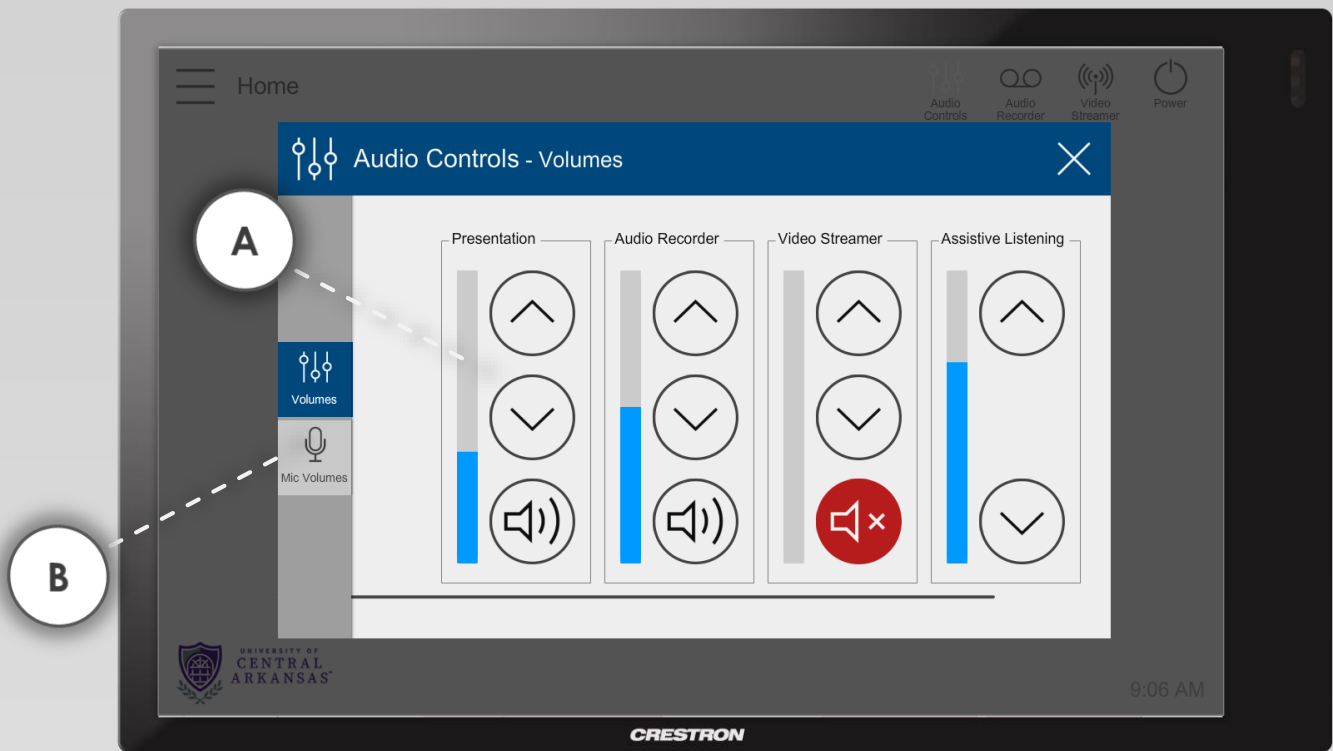 Home
Audio
Controls
Audio
Recorder
Video
Streamer
Power
Audio Controls - Volumes
A
Presentation
Audio Recorder
Video Streamer
Assistive Listening
Volumes
Mic Volumes
B
UNIVERSITY OF
CENTRAL
ARKANSAS
9:06 AM
CRESTRON